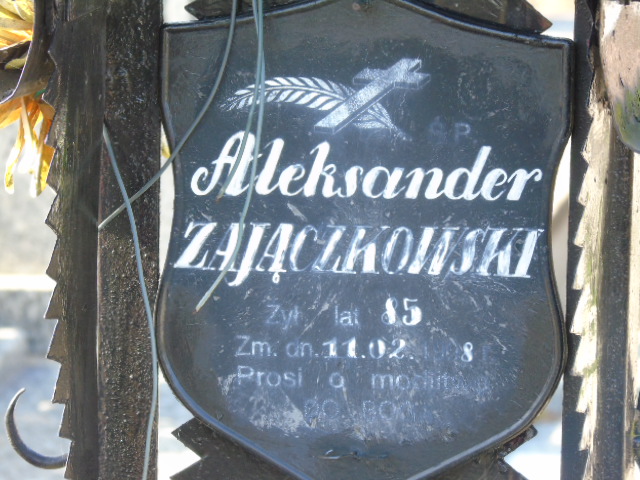 Ś.P.
Aleksander
ZAJĄCZKOWSKI
Żył lat 85
Zm. dn. 11.02.
Prosi o